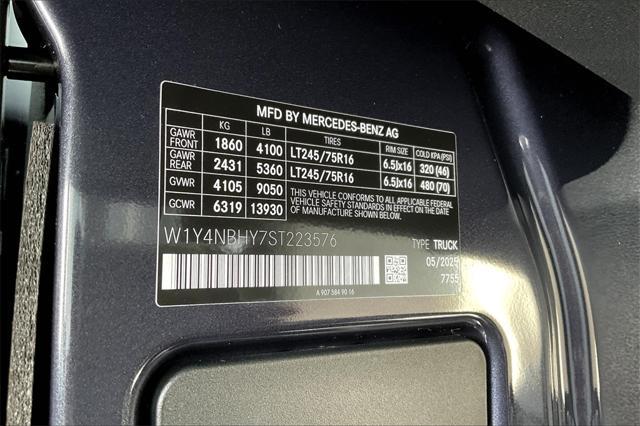 MFD BY MERCEDES-BENZ AG
KG LB TIRES RIM SIZE COLD KPA (PSI)
GAWR FRONT 1860 4100 LT245/75R16 6.5Jx16 320 (46)
GAWR REAR 2431 5360 LT245/75R16 6.5Jx16 480 (70)
GVWR 4105 9050 THIS VEHICLE CONFORMS TO ALL APPLICABLE FEDERAL MOTOR
VEHICLE SAFETY STANDARDS IN EFFECT ON THE DATE
GCWR 6319 13930 OF MANUFACTURE SHOWN ABOVE.
W1Y4NBHY7ST223576 TYPE TRUCK
05/2025
7755
A 907 584 90 16